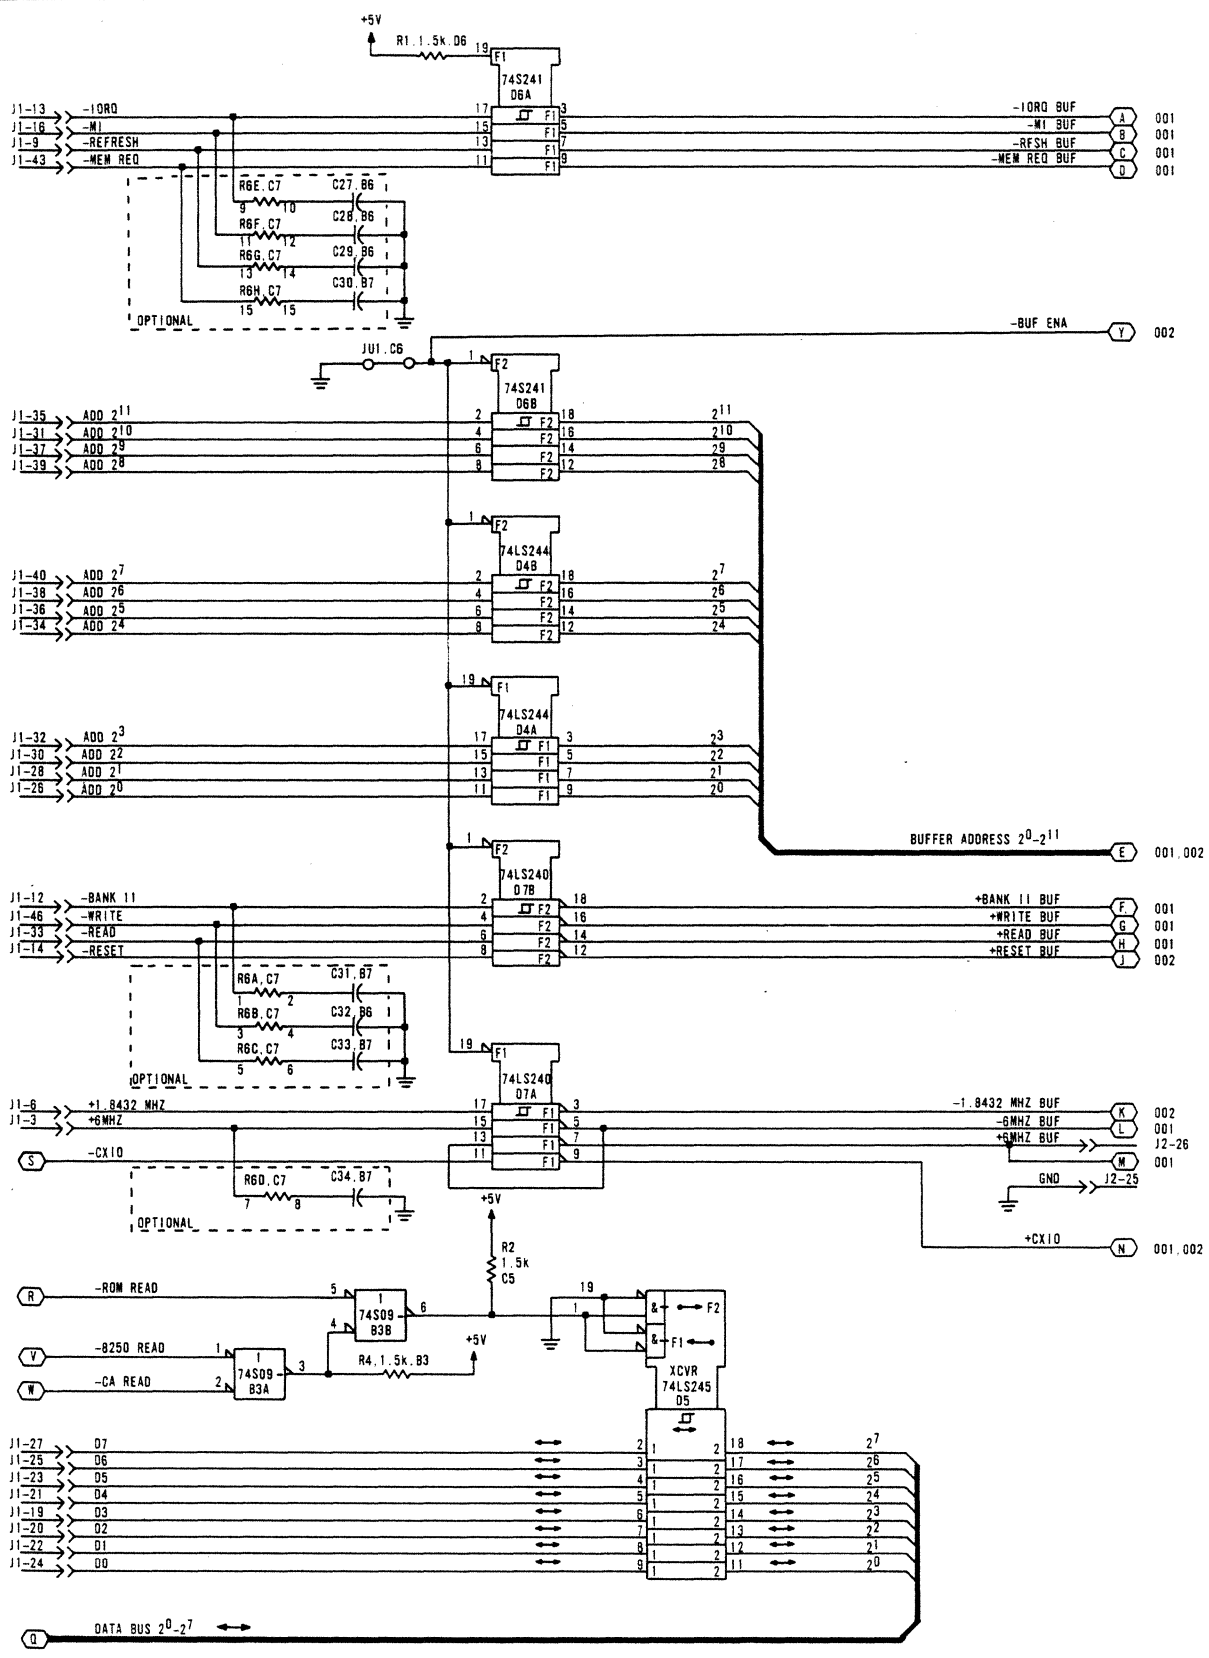 +5V
R1,1.5k,D6
19
F1
74S241
D6A
J1-13 -IORQ 17 F1 3 -IORQ BUF A 001
J1-16 -M1 15 F1 5 -M1 BUF B 001
J1-9 -REFRESH 13 F1 7 -RFSH BUF C 001
J1-43 -MEM REQ 11 F1 9 -MEM REQ BUF D 001
R6E,C7 C27,B6
9 10
R6F,C7 C28,B6
11 12
R6G,C7 C29,B6
13 14
R6H,C7 C30,B7
15 15
OPTIONAL
-BUF ENA Y 002
JU1,C6
1 F2
74S241
D6B
J1-35 ADD 2^11 2 F2 18 2^11
J1-31 ADD 2^10 4 F2 16 2^10
J1-37 ADD 2^9 6 F2 14 2^9
J1-39 ADD 2^8 8 F2 12 2^8
1 F2
74LS244
D4B
J1-40 ADD 2^7 2 F2 18 2^7
J1-38 ADD 2^6 4 F2 16 2^6
J1-36 ADD 2^5 6 F2 14 2^5
J1-34 ADD 2^4 8 F2 12 2^4
19 F1
74LS244
D4A
J1-32 ADD 2^3 17 F1 3 2^3
J1-30 ADD 2^2 15 F1 5 2^2
J1-28 ADD 2^1 13 F1 7 2^1
J1-26 ADD 2^0 11 F1 9 2^0
BUFFER ADDRESS 2^0-2^11 E 001,002
1 F2
74LS240
D7B
J1-12 -BANK II 2 F2 18 +BANK II BUF F 001
J1-46 -WRITE 4 F2 16 +WRITE BUF G 001
J1-33 -READ 6 F2 14 +READ BUF H 001
J1-14 -RESET 8 F2 12 +RESET BUF J 002
R6A,C7 C31,B7
1 2
R6B,C7 C32,B6
3 4
R6C,C7 C33,B7
5 6
OPTIONAL
19 F1
74LS240
D7A
J1-6 +1.8432 MHZ 17 F1 3 -1.8432 MHZ BUF K 002
J1-3 +6MHZ 15 F1 5 -6MHZ BUF L 001
13 F1 7 +6MHZ BUF J2-26
S -CXIO 11 F1 9 M 001
R6D,C7 C34,B7
7 8
OPTIONAL
GND J2-25
+CXIO N 001,002
+5V
R2
1.5k
C5
R -ROM READ 5 1 6
74S09
B3B
4
V -8250 READ 1 1 3
74S09
B3A
W -CA READ 2
R4,1.5k,B3
+5V
19 & F2
1 & F1
XCVR
74LS245
D5
J1-27 D7 2 1 2 18 2^7
J1-25 D6 3 1 2 17 2^6
J1-23 D5 4 1 2 16 2^5
J1-21 D4 5 1 2 15 2^4
J1-19 D3 6 1 2 14 2^3
J1-20 D2 7 1 2 13 2^2
J1-22 D1 8 1 2 12 2^1
J1-24 D0 9 1 2 11 2^0
Q DATA BUS 2^0-2^7